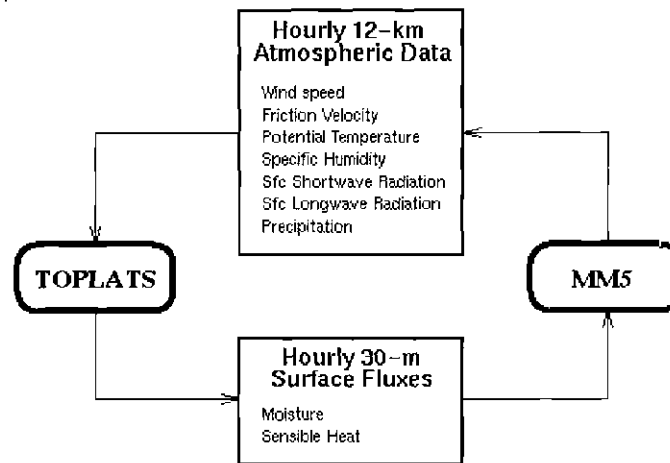 Hourly 12-km
Atmospheric Data
Wind speed
Friction Velocity
Potential Temperature
Specific Humidity
Sfc Shortwave Radiation
Sfc Longwave Radiation
Precipitation
TOPLATS
MM5
Hourly 30-m
Surface Fluxes
Moisture
Sensible Heat